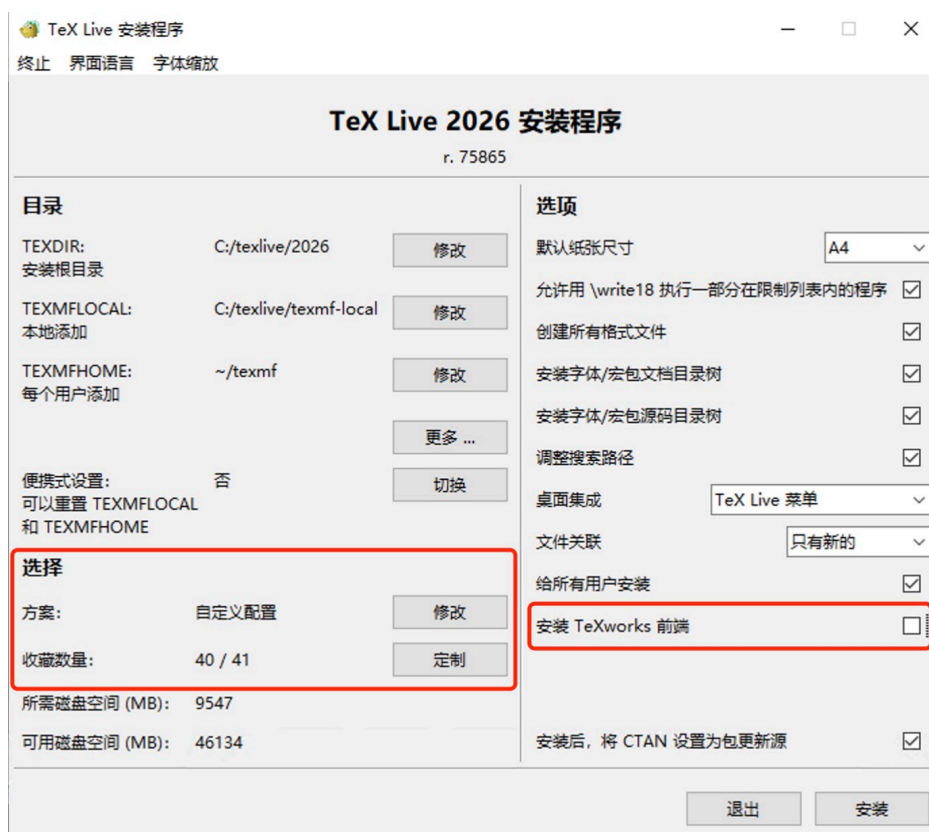 TeX Live 安装程序
终止 界面语言 字体缩放
TeX Live 2026 安装程序
r. 75865
目录
TEXDIR: C:/texlive/2026 修改
安装根目录
TEXMFLOCAL: C:/texlive/texmf-local 修改
本地添加
TEXMFHOME: ~/texmf 修改
每个用户添加
更多 ...
便携式设置: 否 切换
可以重置 TEXMFLOCAL
和 TEXMFHOME
选择
方案: 自定义配置 修改
收藏数量: 40 / 41 定制
所需磁盘空间 (MB): 9547
可用磁盘空间 (MB): 46134
选项
默认纸张尺寸 A4
允许用 \write18 执行一部分在限制列表内的程序
创建所有格式文件
安装字体/宏包文档目录树
安装字体/宏包源码目录树
调整搜索路径
桌面集成 TeX Live 菜单
文件关联 只有新的
给所有用户安装
安装 TeXworks 前端
安装后，将 CTAN 设置为包更新源
退出 安装